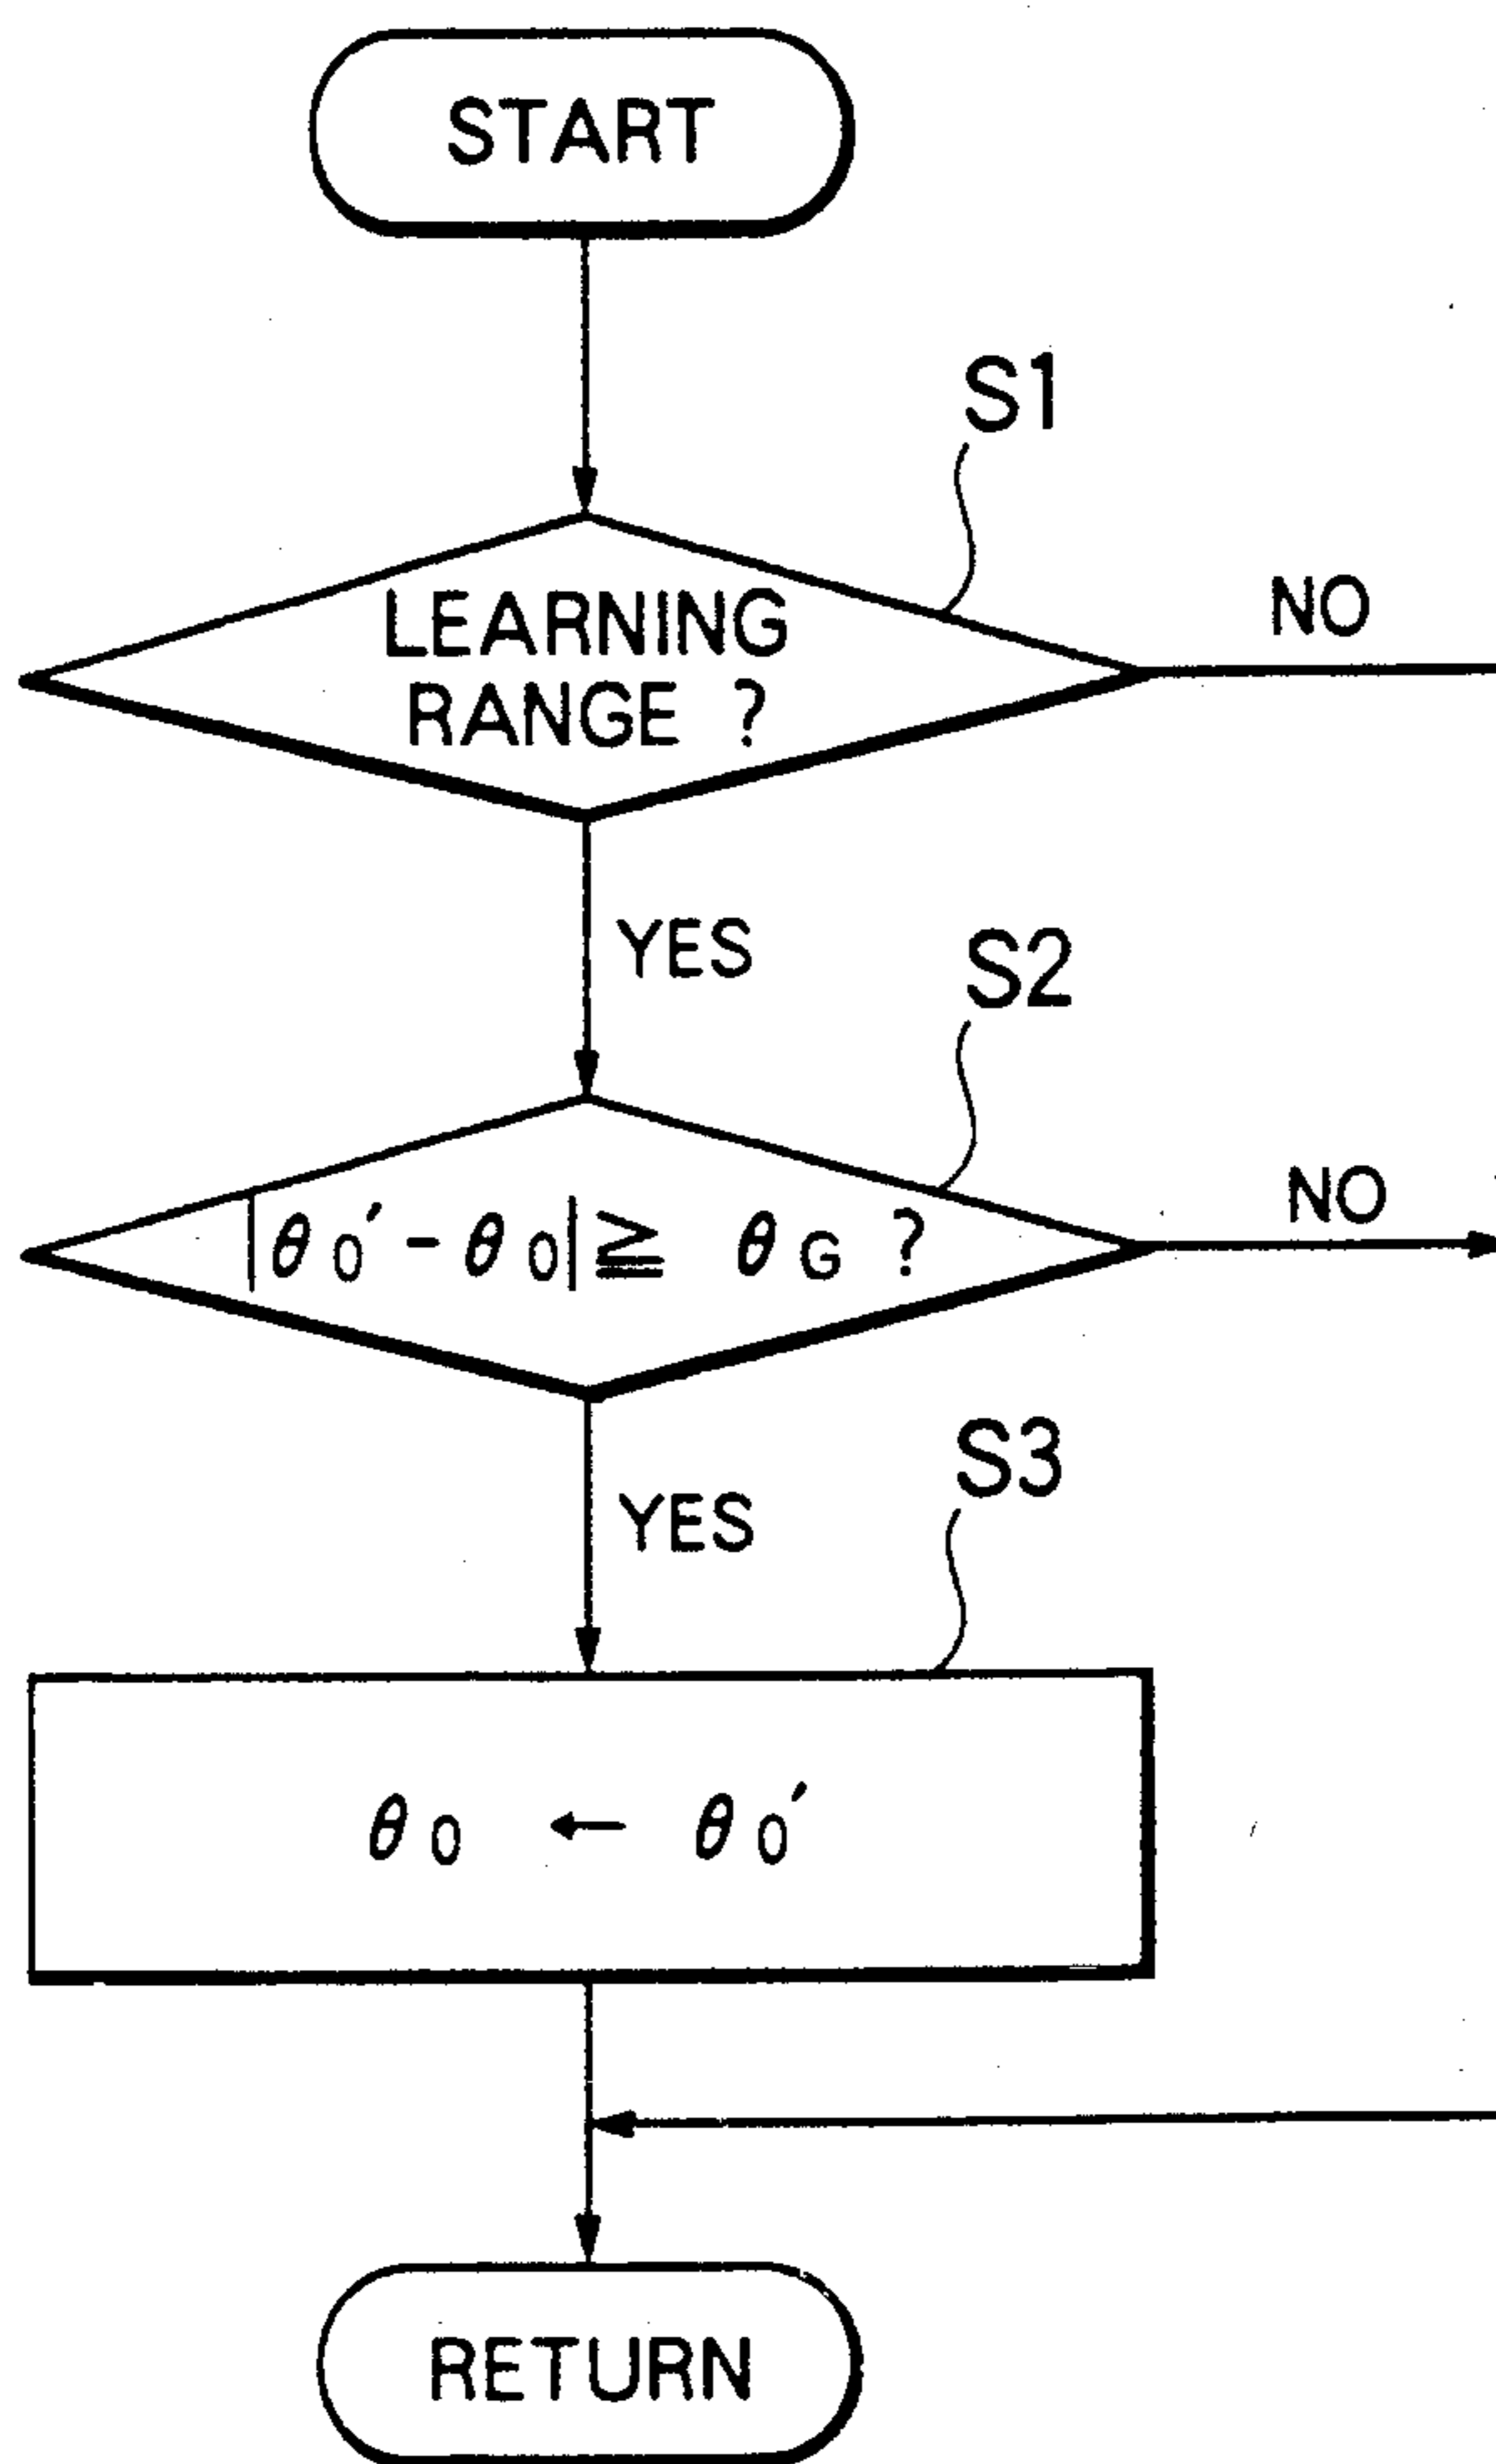 START
S1
LEARNING
RANGE ?
NO
YES
S2
|θ0′ - θ0| ≧ θG ?
NO
YES
S3
θ0 ← θ0′
RETURN